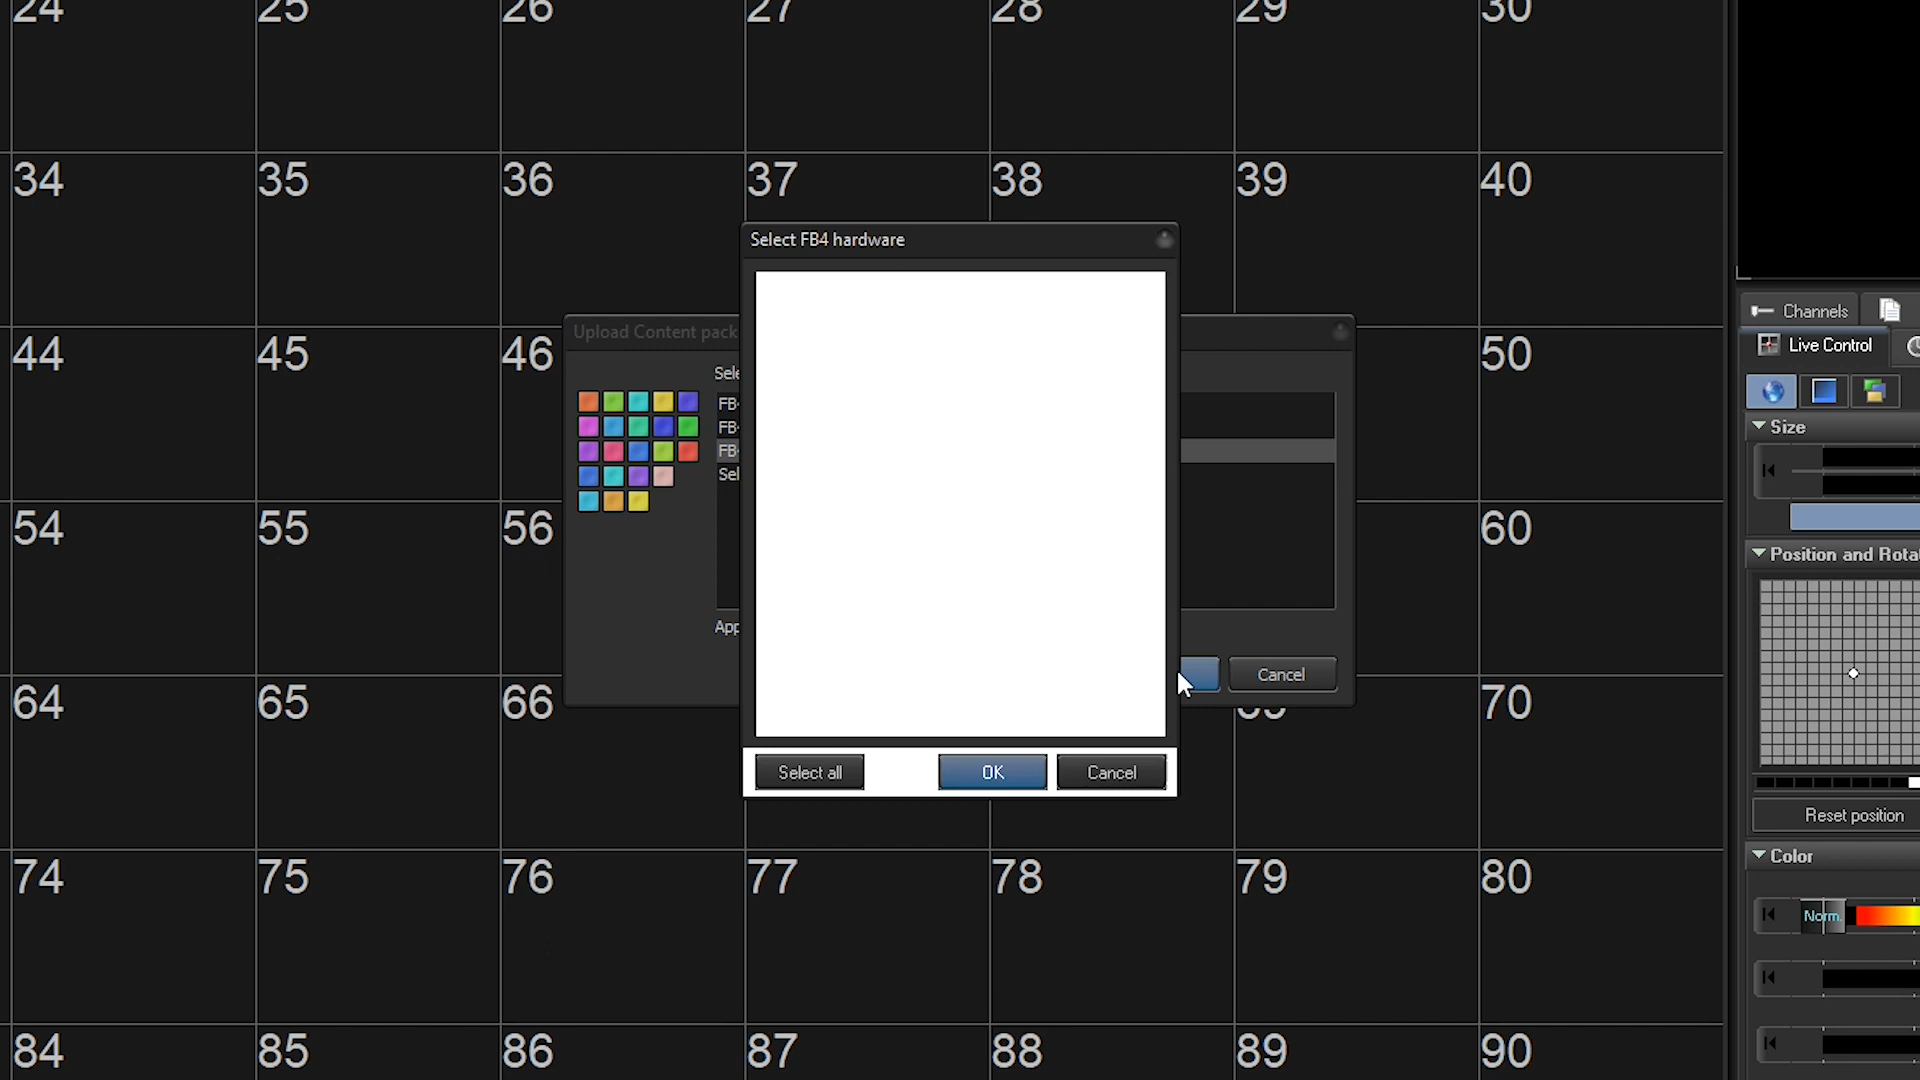 24 25 26 27 28 29 30
34 35 36 37 38 39 40
Select FB4 hardware
Upload Content pack
Channels
44 45 46 50
Live Control
Sele
FB
FB
Size
FB
Sel
54 55 56 60
Position and Rota
App
Cancel
64 65 66 70
Select all OK Cancel
Reset position
Color
74 75 76 77 78 79 80
Norm.
84 85 86 87 88 89 90